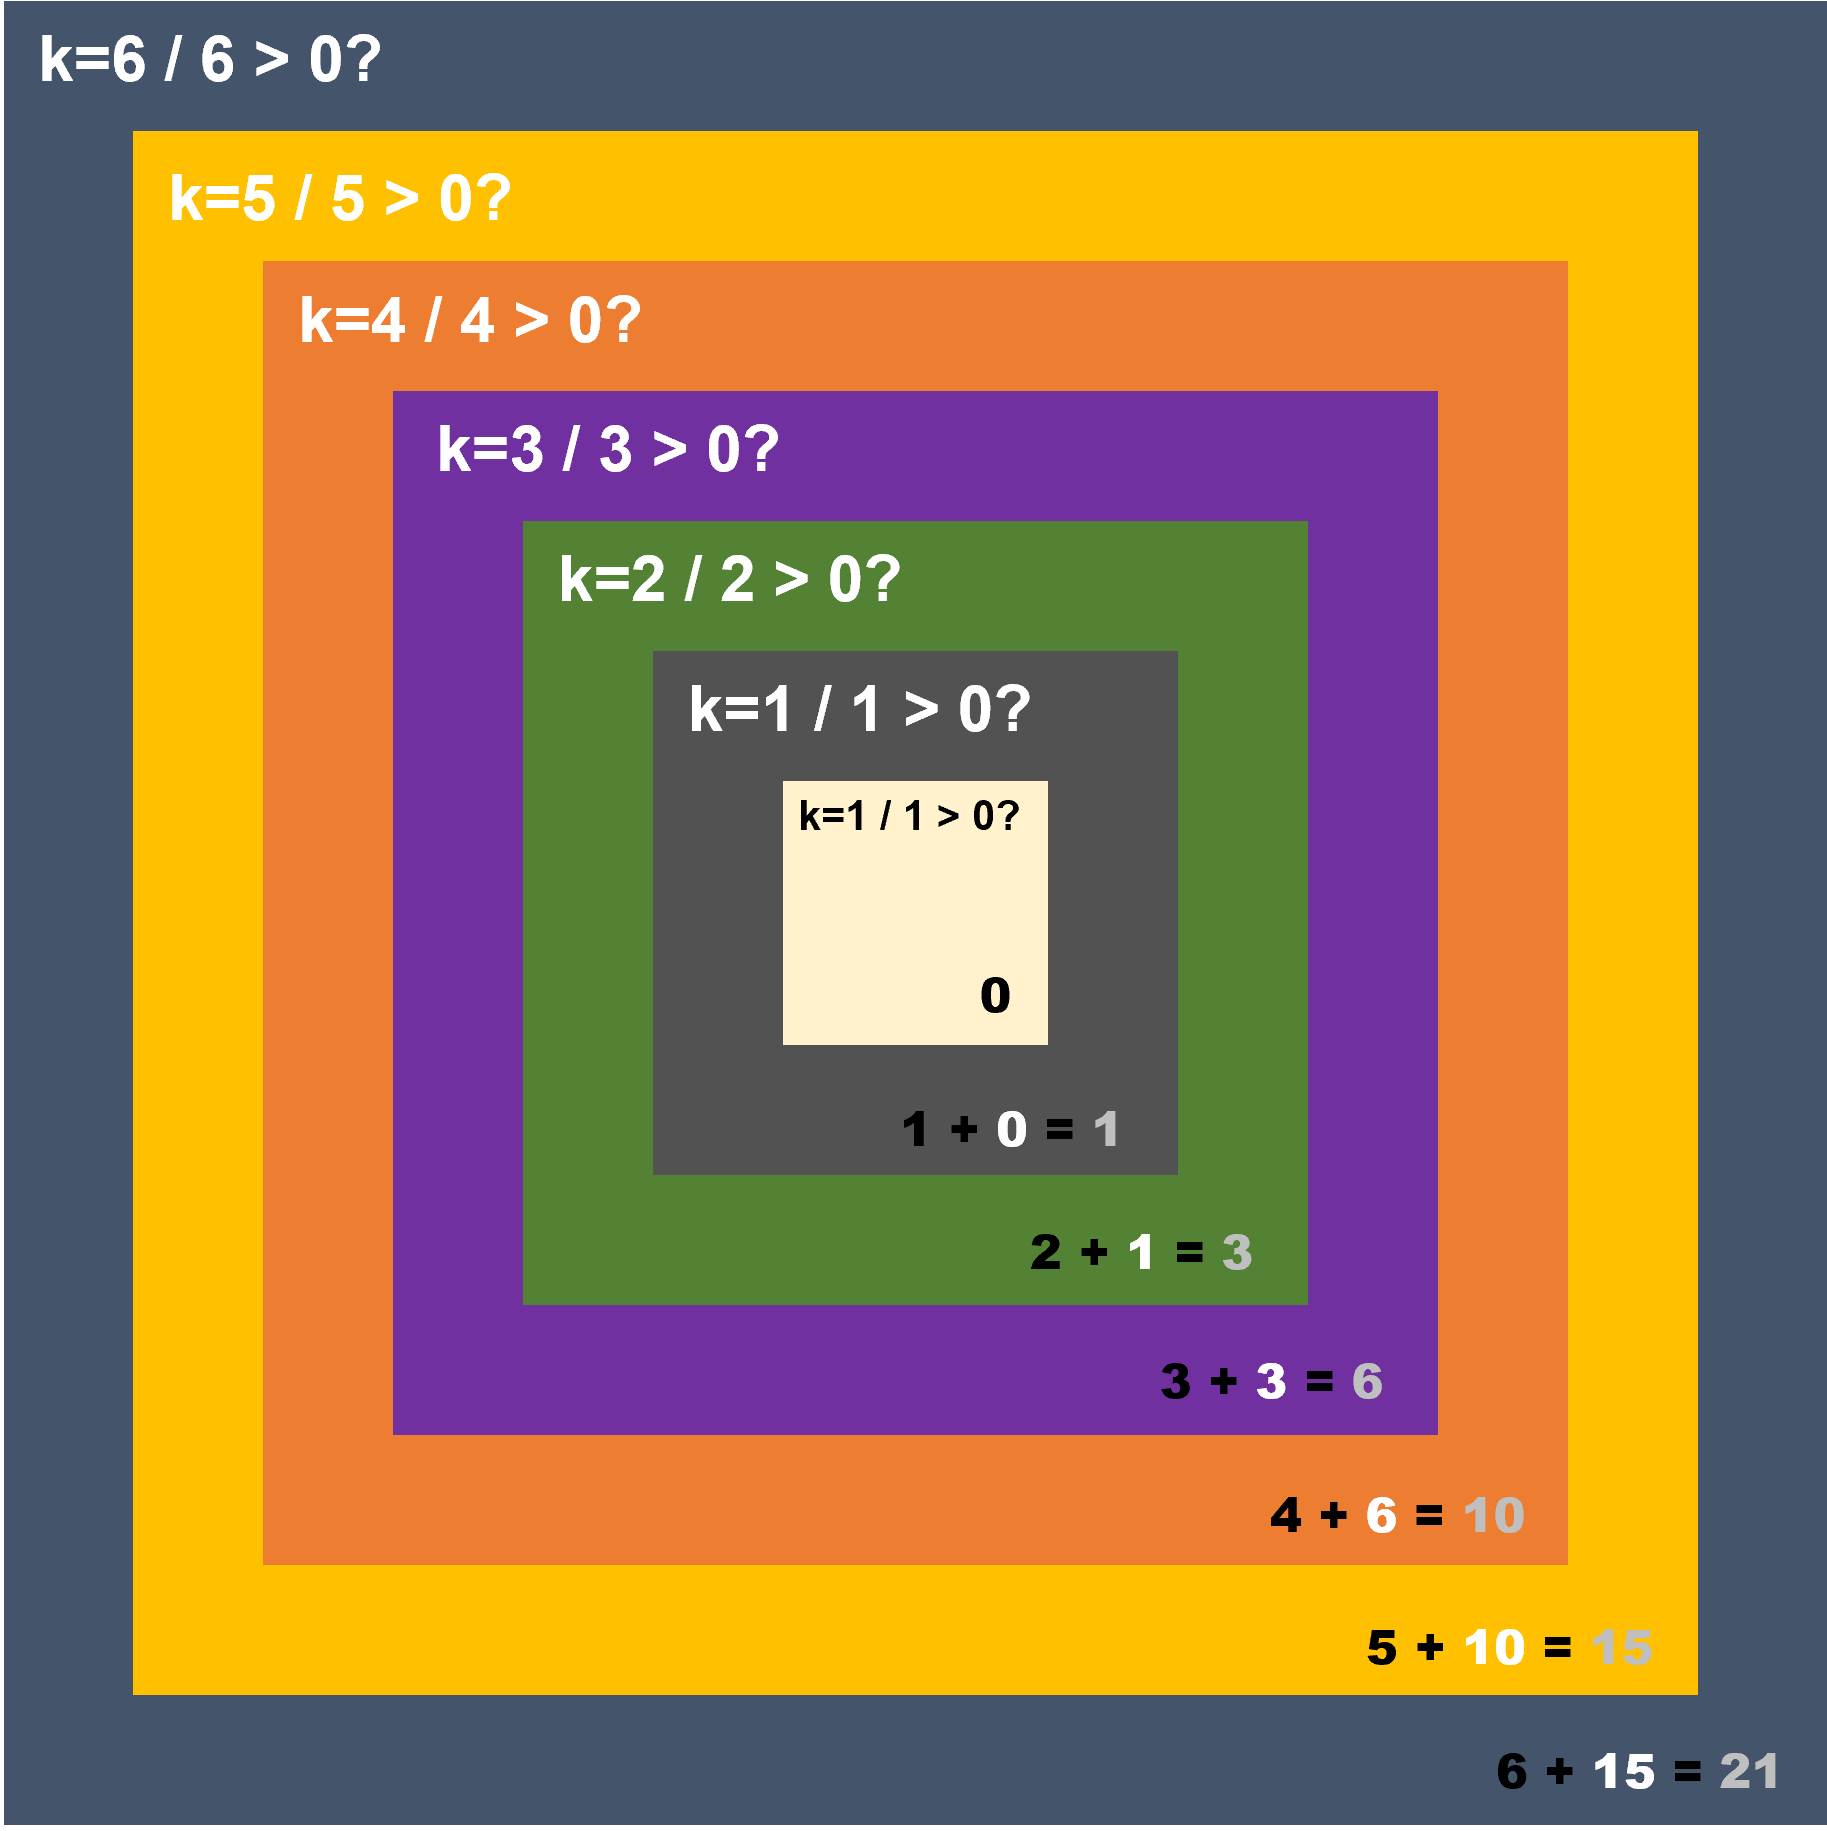 k=6 / 6 > 0?
k=5 / 5 > 0?
k=4 / 4 > 0?
k=3 / 3 > 0?
k=2 / 2 > 0?
k=1 / 1 > 0?
k=1 / 1 > 0?
0
1 + 0 = 1
2 + 1 = 3
3 + 3 = 6
4 + 6 = 10
5 + 10 = 15
6 + 15 = 21